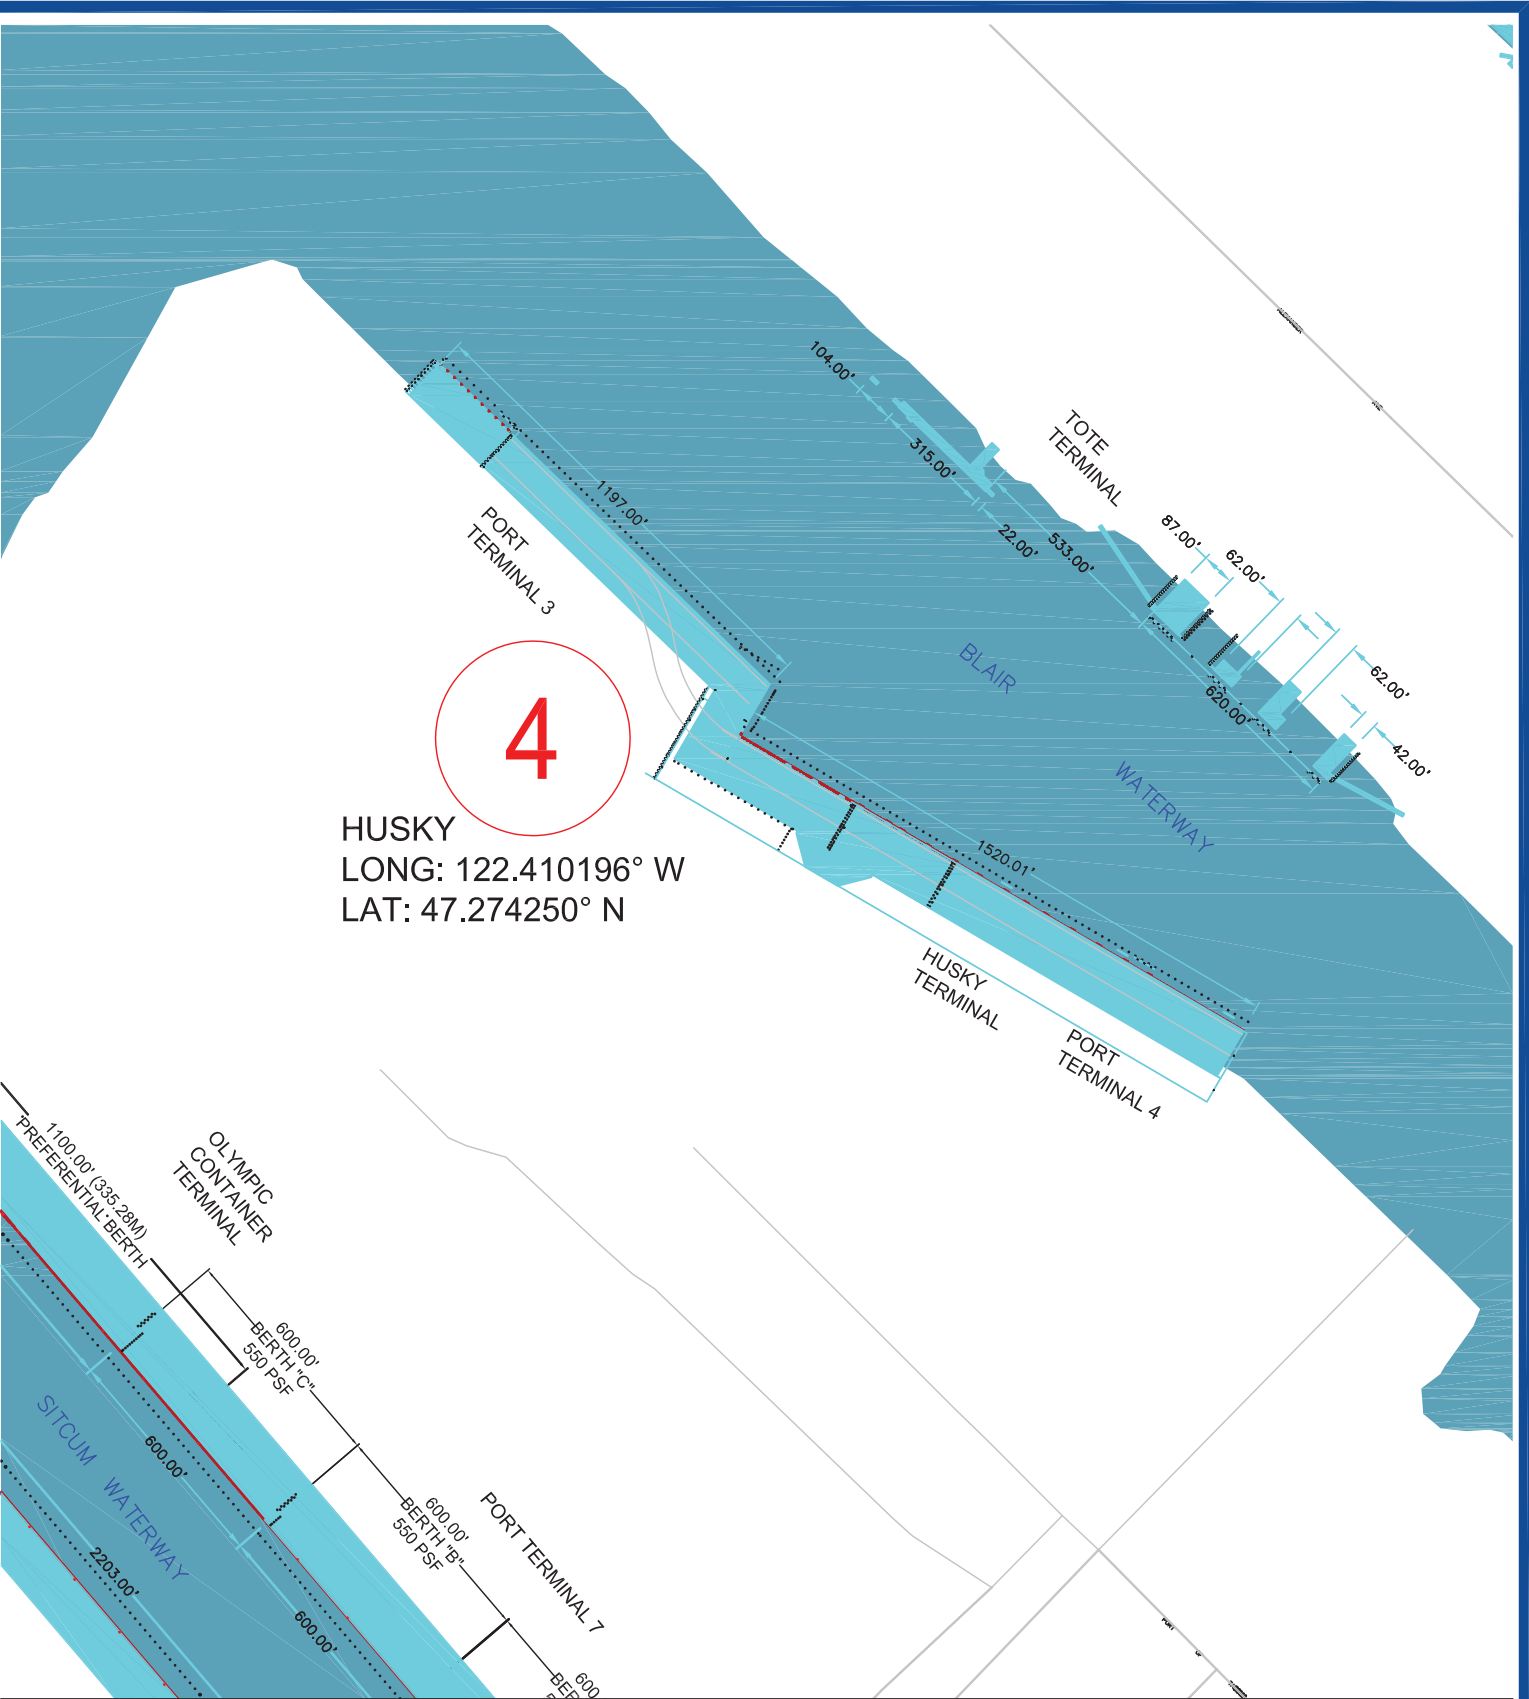 104.00'
315.00'
22.00'
533.00'
TOTE
TERMINAL
87.00'
62.00'
62.00'
42.00'
620.00'
1197.00'
PORT
TERMINAL 3
BLAIR
WATERWAY
4
HUSKY
LONG: 122.410196° W
LAT: 47.274250° N
1520.01'
HUSKY
TERMINAL
PORT
TERMINAL 4
1100.00' (335.28M)
PREFERENTIAL BERTH
OLYMPIC
CONTAINER
TERMINAL
600.00'
BERTH "C"
550 PSF
600.00'
BERTH "B"
550 PSF
PORT TERMINAL 7
SITCUM WATERWAY
600.00'
2203.00'
600.00'
600
PORT